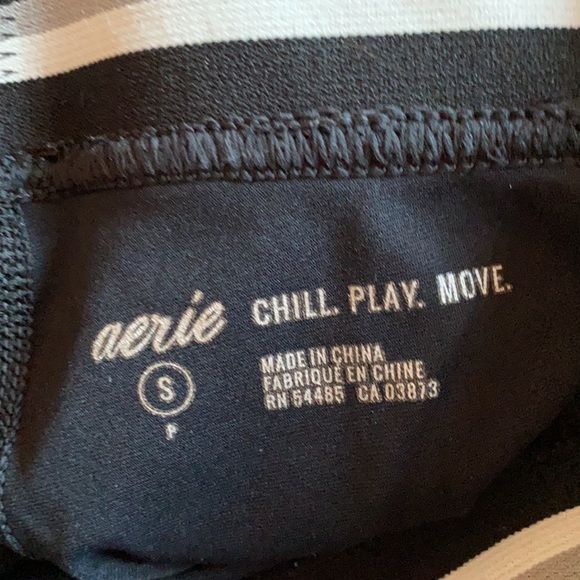 aerie CHILL. PLAY. MOVE.
S
P
MADE IN CHINA
FABRIQUÉ EN CHINE
RN 54485 CA 03873